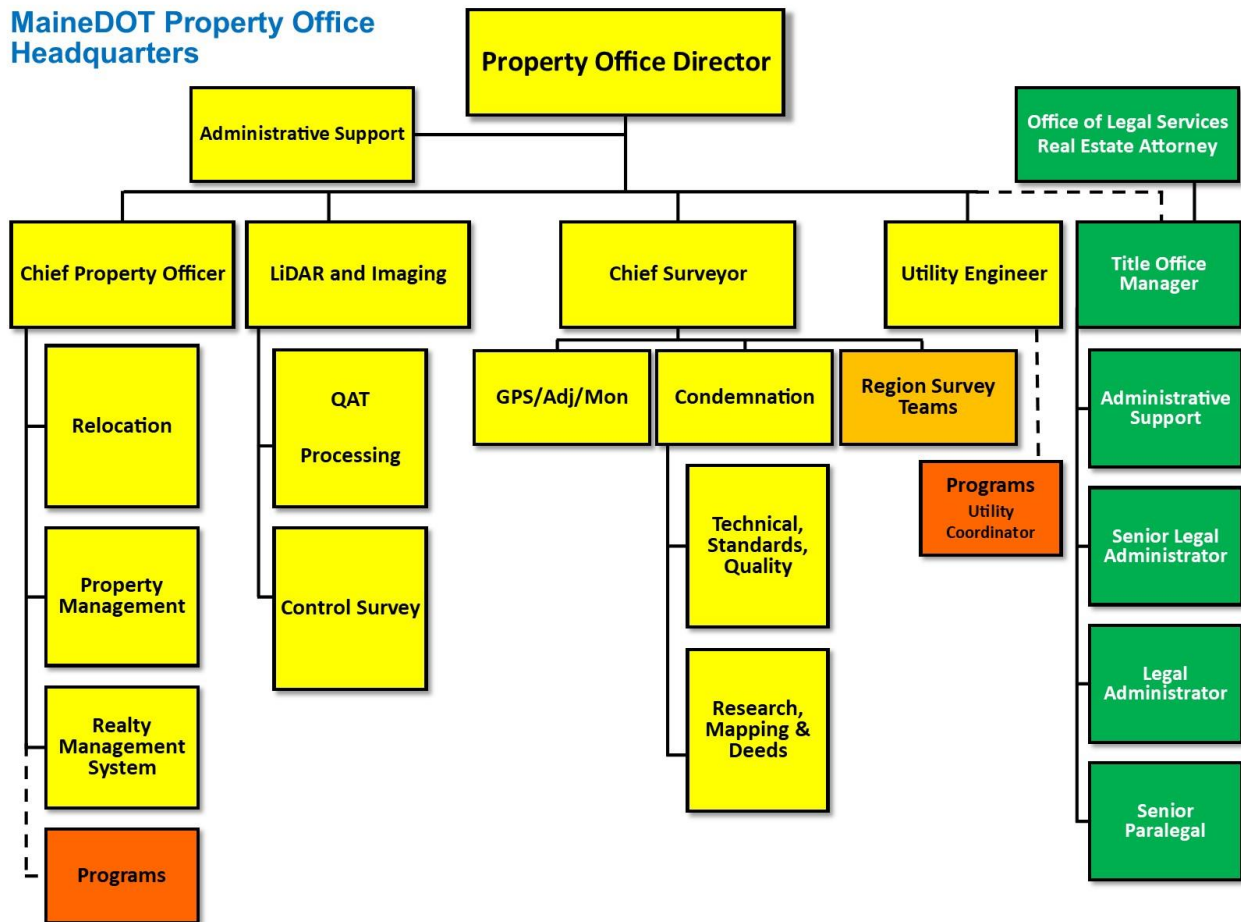 MaineDOT Property Office
Headquarters
Property Office Director
Administrative Support
Office of Legal Services
Real Estate Attorney
Chief Property Officer
LiDAR and Imaging
Chief Surveyor
Utility Engineer
Title Office
Manager
Relocation
QAT
Processing
GPS/Adj/Mon
Condemnation
Region Survey
Teams
Administrative
Support
Programs
Utility
Coordinator
Property
Management
Control Survey
Technical,
Standards,
Quality
Senior Legal
Administrator
Realty
Management
System
Research,
Mapping &
Deeds
Legal
Administrator
Programs
Senior
Paralegal